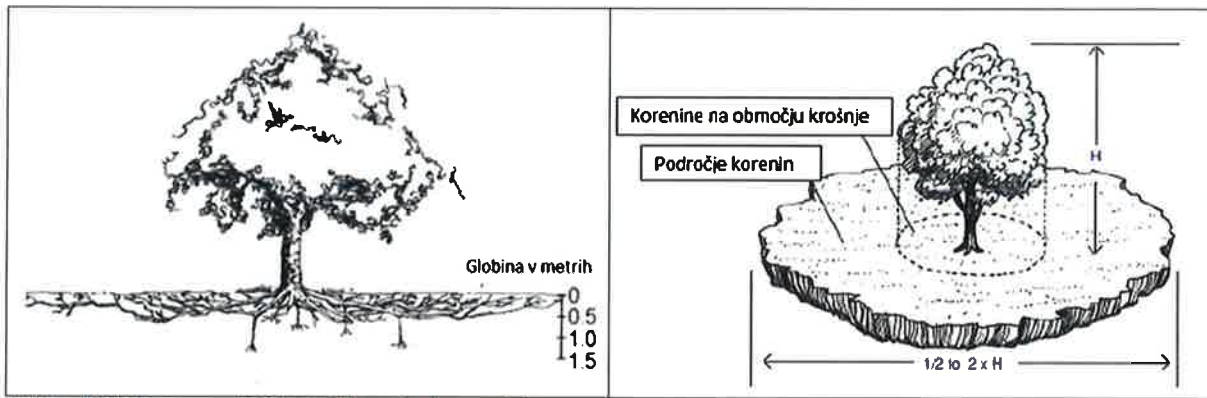 Globina v metrih
0
0.5
1.0
1.5
Korenine na območju krošnje
Področje korenin
H
1/2 to 2 x H